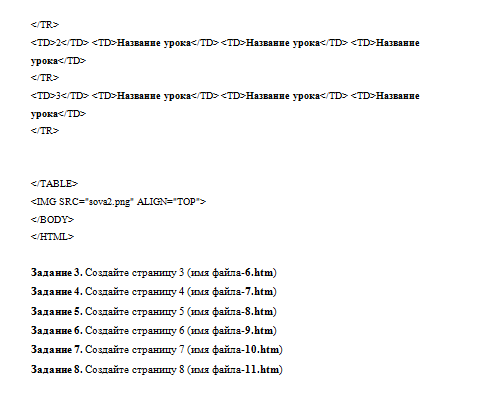 </TR>
<TD>2</TD> <TD>Название урока</TD> <TD>Название урока</TD> <TD>Название
урока</TD>
</TR>
<TD>3</TD> <TD>Название урока</TD> <TD>Название урока</TD> <TD>Название
урока</TD>
</TR>
</TABLE>
<IMG SRC="sova2.png" ALIGN="TOP">
</BODY>
</HTML>
Задание 3. Создайте страницу 3 (имя файла-6.htm)
Задание 4. Создайте страницу 4 (имя файла-7.htm)
Задание 5. Создайте страницу 5 (имя файла-8.htm)
Задание 6. Создайте страницу 6 (имя файла-9.htm)
Задание 7. Создайте страницу 7 (имя файла-10.htm)
Задание 8. Создайте страницу 8 (имя файла-11.htm)